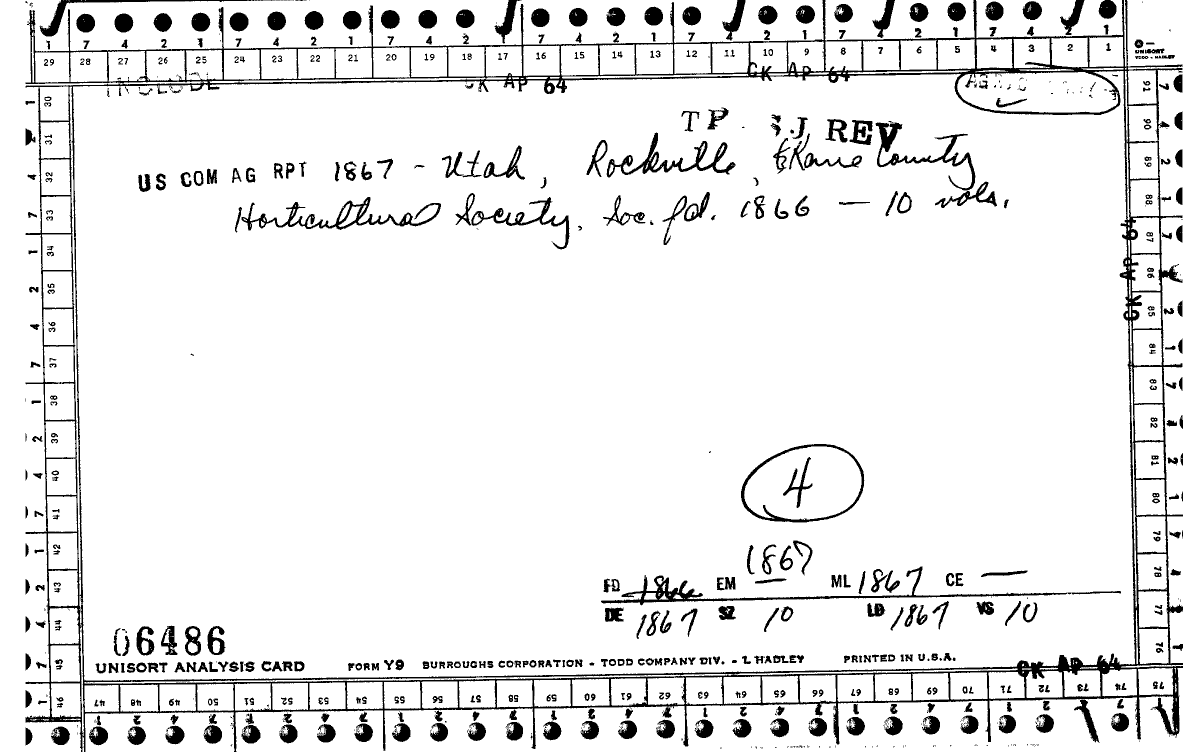 7 4 2 1 7 4 2 1 7 4 2 1 7 4 2 1 7 4 2 1 7 4 2 1
29 28 27 26 25 24 23 22 21 20 19 18 17 16 15 14 13 12 11 10 9 8 7 6 5 4 3 2 1
UNISORT
TODD - HADLEY
INCLUDE CK AP 64 CK AP 64
TP REV
US COM AG RPT 1867 - Utah, Rockville, Kane County
Horticultural Society. Soc. fd. 1866 — 10 vols.
CK AP 64
30 31 32 33 34 35 36 37 38 39 40 41 42 43 44 45 46
91 90 89 88 87 86 85 84 83 82 81 80 79 78 77 76 75
4
1867
FD 1866 EM ML 1867 CE —
DE 1867 SZ 10 LD 1867 VS 10
06486
UNISORT ANALYSIS CARD FORM Y9 BURROUGHS CORPORATION - TODD COMPANY DIV. - L HADLEY PRINTED IN U.S.A.
CK AP 64
47 48 49 50 51 52 53 54 55 56 57 58 59 60 61 62 63 64 65 66 67 68 69 70 71 72 73 74